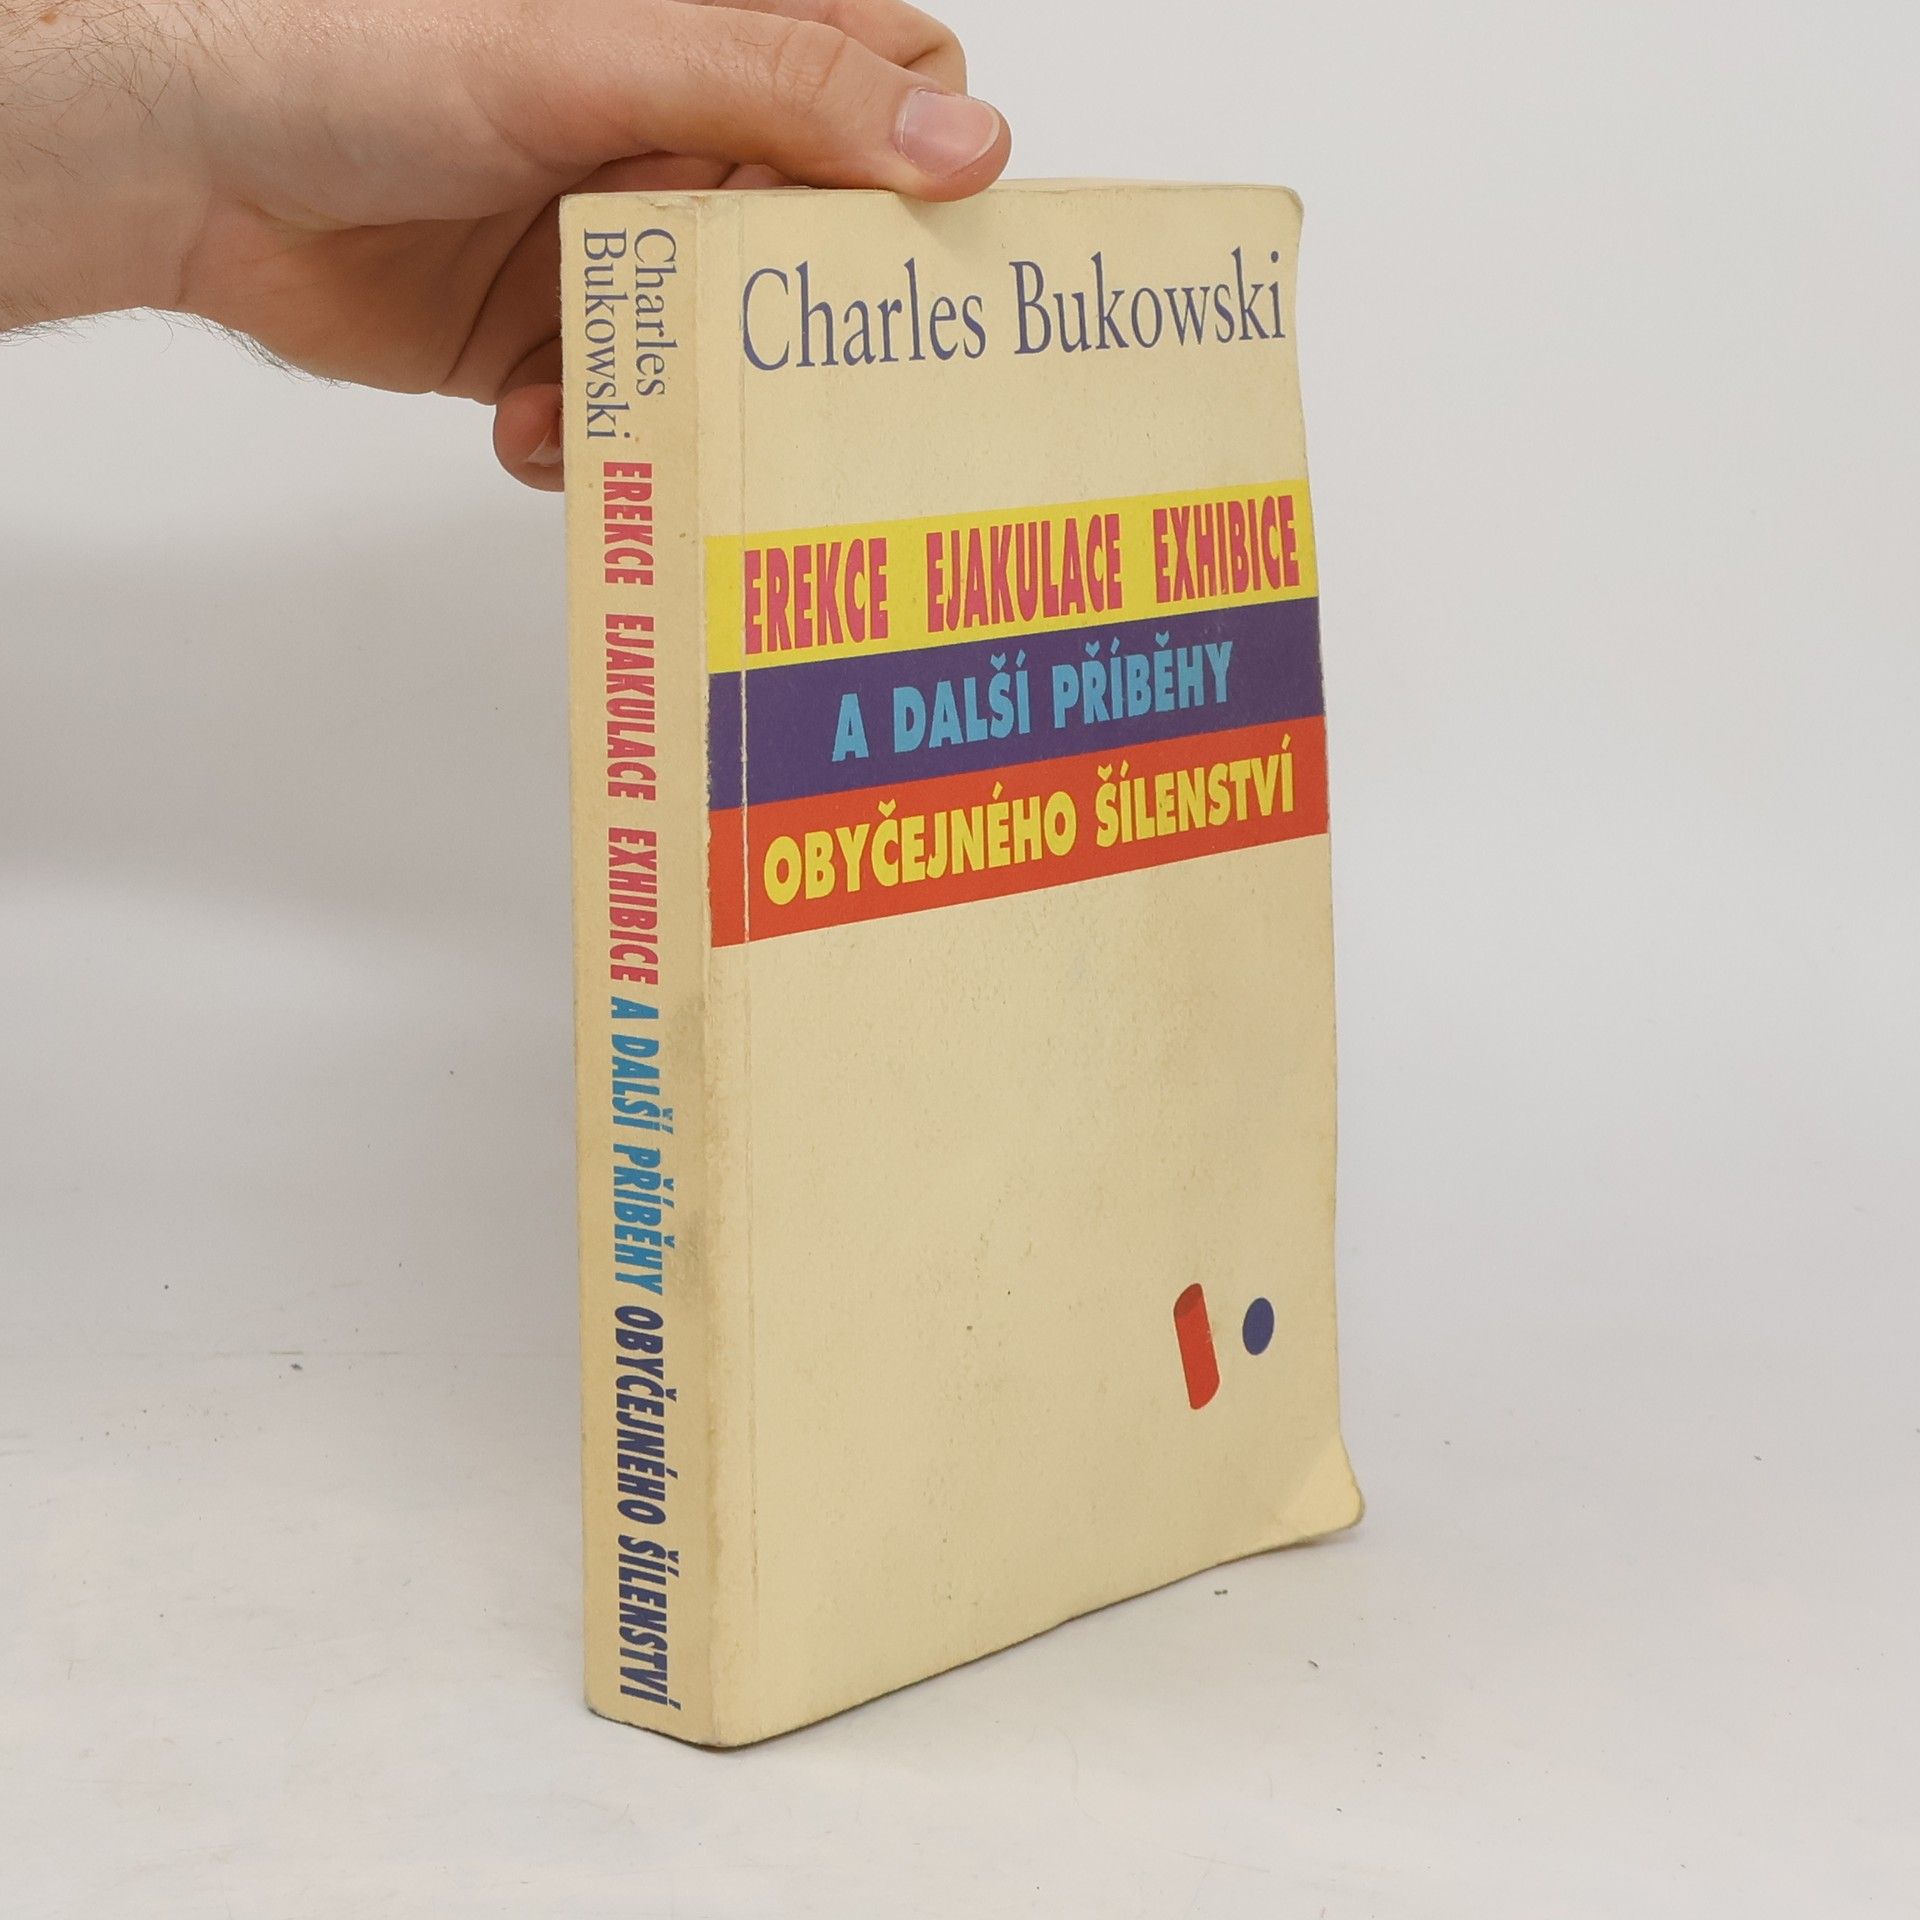 Charles
Bukowski
EREKCE EJAKULACE EXHIBICE A DALŠÍ PŘÍBĚHY OBYČEJNÉHO ŠÍLENSTVÍ
Charles Bukowski
EREKCE EJAKULACE EXHIBICE
A DALŠÍ PŘÍBĚHY
OBYČEJNÉHO ŠÍLENSTVÍ